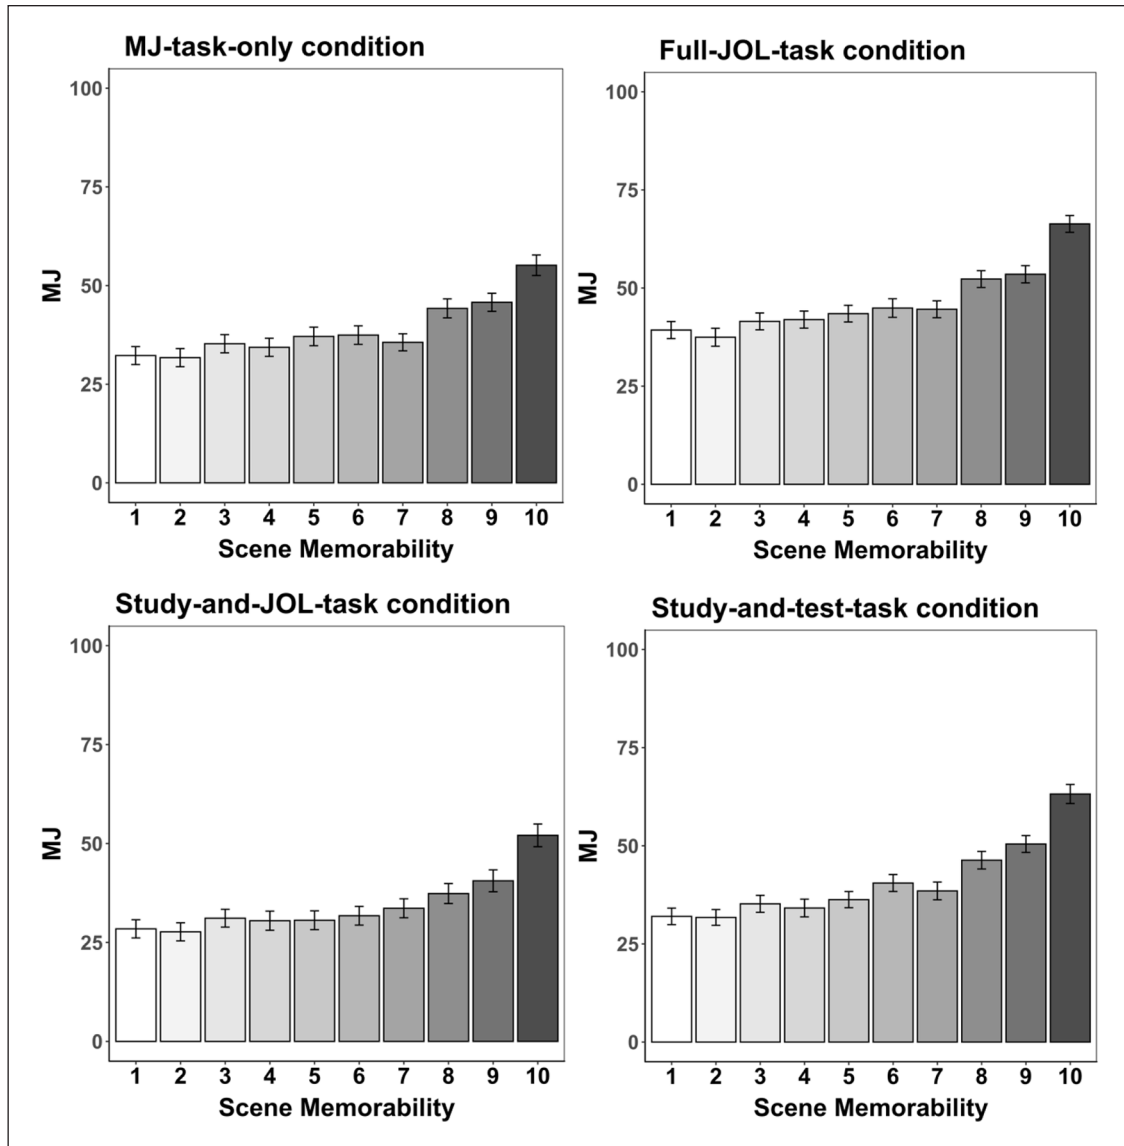 MJ-task-only condition
100
75
50
25
0
MJ
1 2 3 4 5 6 7 8 9 10
Scene Memorability
Full-JOL-task condition
100
75
50
25
0
MJ
1 2 3 4 5 6 7 8 9 10
Scene Memorability
Study-and-JOL-task condition
100
75
50
25
0
MJ
1 2 3 4 5 6 7 8 9 10
Scene Memorability
Study-and-test-task condition
100
75
50
25
0
MJ
1 2 3 4 5 6 7 8 9 10
Scene Memorability